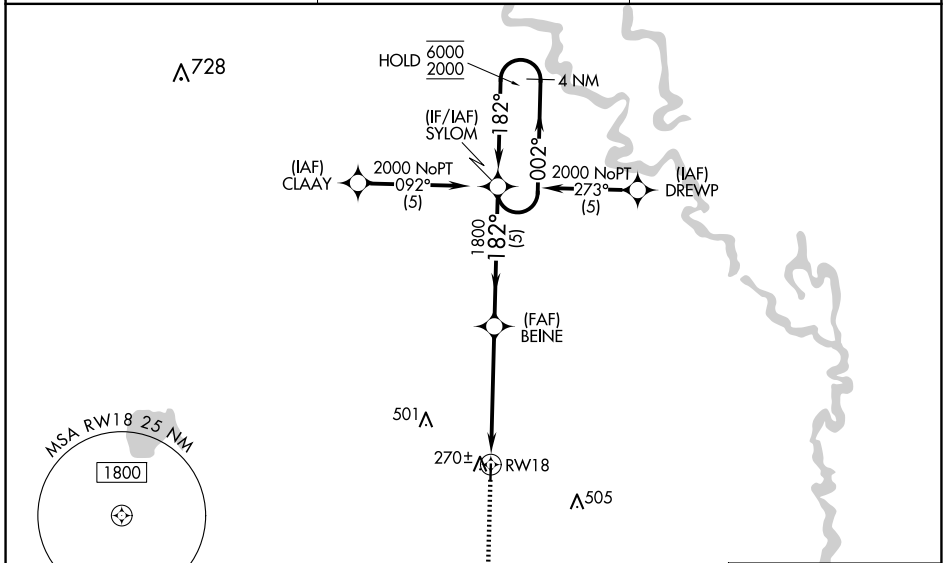 728
HOLD 6000
2000
4 NM
182°
002°
(IF/IAF)
SYLOM
(IAF)
CLAAY
2000 NoPT
092°
(5)
2000 NoPT
273°
(5)
(IAF)
DREWP
1800
182°
(5)
(FAF)
BEINE
501
270±
RW18
505
MSA RW18 25 NM
1800